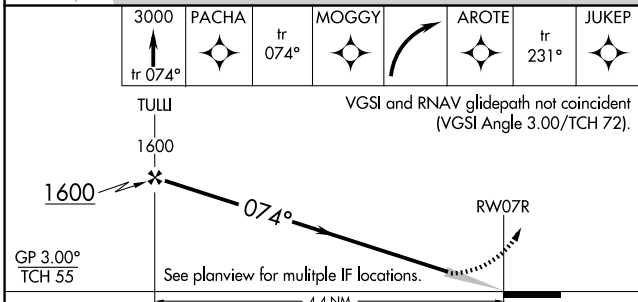 3000
tr 074°
PACHA
tr
074°
MOGGY
AROTE
tr
231°
JUKEP
TULLI
VGSI and RNAV glidepath not coincident
(VGSI Angle 3.00/TCH 72).
1600
1600
074°
RW07R
GP 3.00°
TCH 55
See planview for mulitple IF locations.
4.4 NM